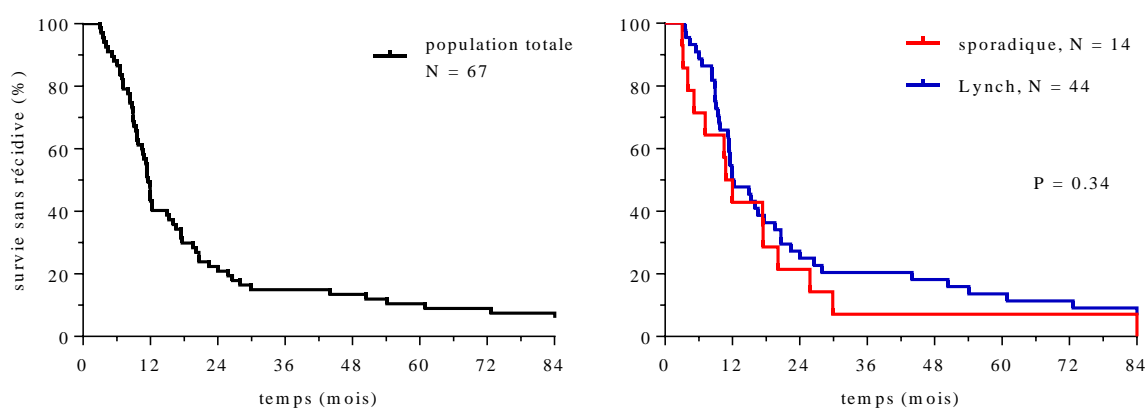 survie sans récidive (%)
100
80
60
40
20
0
0 12 24 36 48 60 72 84
temps (mois)
population totale
N = 67
100
80
60
40
20
0
0 12 24 36 48 60 72 84
temps (mois)
sporadique, N = 14
Lynch, N = 44
P = 0.34